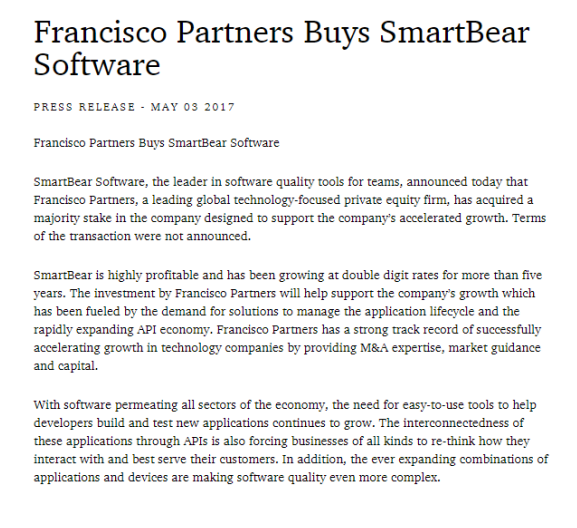 Francisco Partners Buys SmartBear
Software
PRESS RELEASE - MAY 03 2017
Francisco Partners Buys SmartBear Software
SmartBear Software, the leader in software quality tools for teams, announced today that
Francisco Partners, a leading global technology-focused private equity firm, has acquired a
majority stake in the company designed to support the company's accelerated growth. Terms
of the transaction were not announced.
SmartBear is highly profitable and has been growing at double digit rates for more than five
years. The investment by Francisco Partners will help support the company's growth which
has been fueled by the demand for solutions to manage the application lifecycle and the
rapidly expanding API economy. Francisco Partners has a strong track record of successfully
accelerating growth in technology companies by providing M&A expertise, market guidance
and capital.
With software permeating all sectors of the economy, the need for easy-to-use tools to help
developers build and test new applications continues to grow. The interconnectedness of
these applications through APIs is also forcing businesses of all kinds to re-think how they
interact with and best serve their customers. In addition, the ever expanding combinations of
applications and devices are making software quality even more complex.